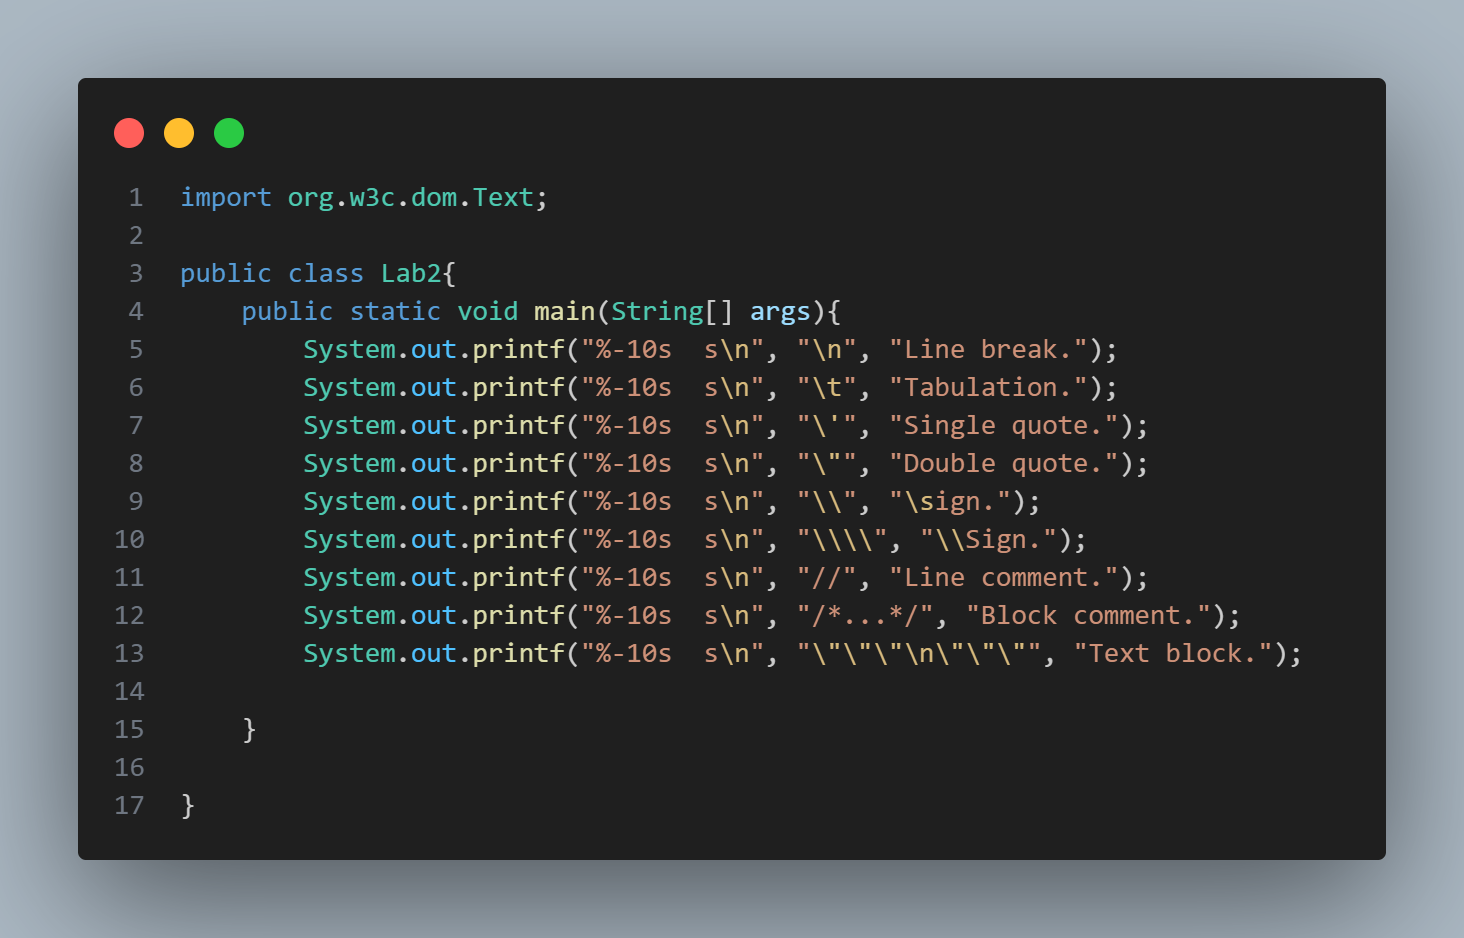 1 import org.w3c.dom.Text;
2
3 public class Lab2{
4     public static void main(String[] args){
5         System.out.printf("%-10s  s\n", "\n", "Line break.");
6         System.out.printf("%-10s  s\n", "\t", "Tabulation.");
7         System.out.printf("%-10s  s\n", "\'", "Single quote.");
8         System.out.printf("%-10s  s\n", "\"", "Double quote.");
9         System.out.printf("%-10s  s\n", "\\", "\sign.");
10         System.out.printf("%-10s  s\n", "\\\\", "\\Sign.");
11         System.out.printf("%-10s  s\n", "//", "Line comment.");
12         System.out.printf("%-10s  s\n", "/*...*/", "Block comment.");
13         System.out.printf("%-10s  s\n", "\"\"\"\n\"\"\"", "Text block.");
14
15     }
16
17 }